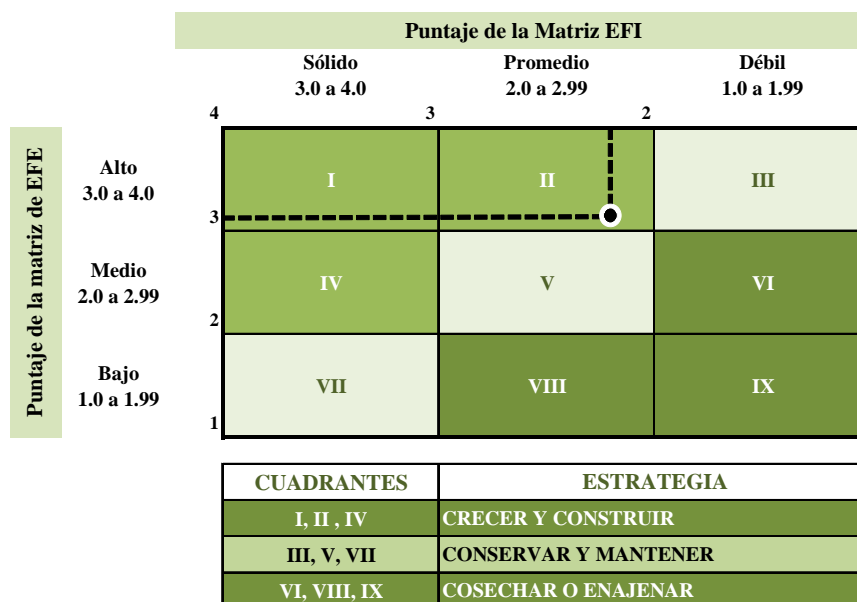 Puntaje de la Matriz EFI
Sólido
3.0 a 4.0
Promedio
2.0 a 2.99
Débil
1.0 a 1.99
4
3
2
Puntaje de la matriz de EFE
Alto
3.0 a 4.0
I
II
III
3
Medio
2.0 a 2.99
IV
V
VI
2
Bajo
1.0 a 1.99
VII
VIII
IX
1
CUADRANTES
ESTRATEGIA
I, II , IV
CRECER Y CONSTRUIR
III, V, VII
CONSERVAR Y MANTENER
VI, VIII, IX
COSECHAR O ENAJENAR